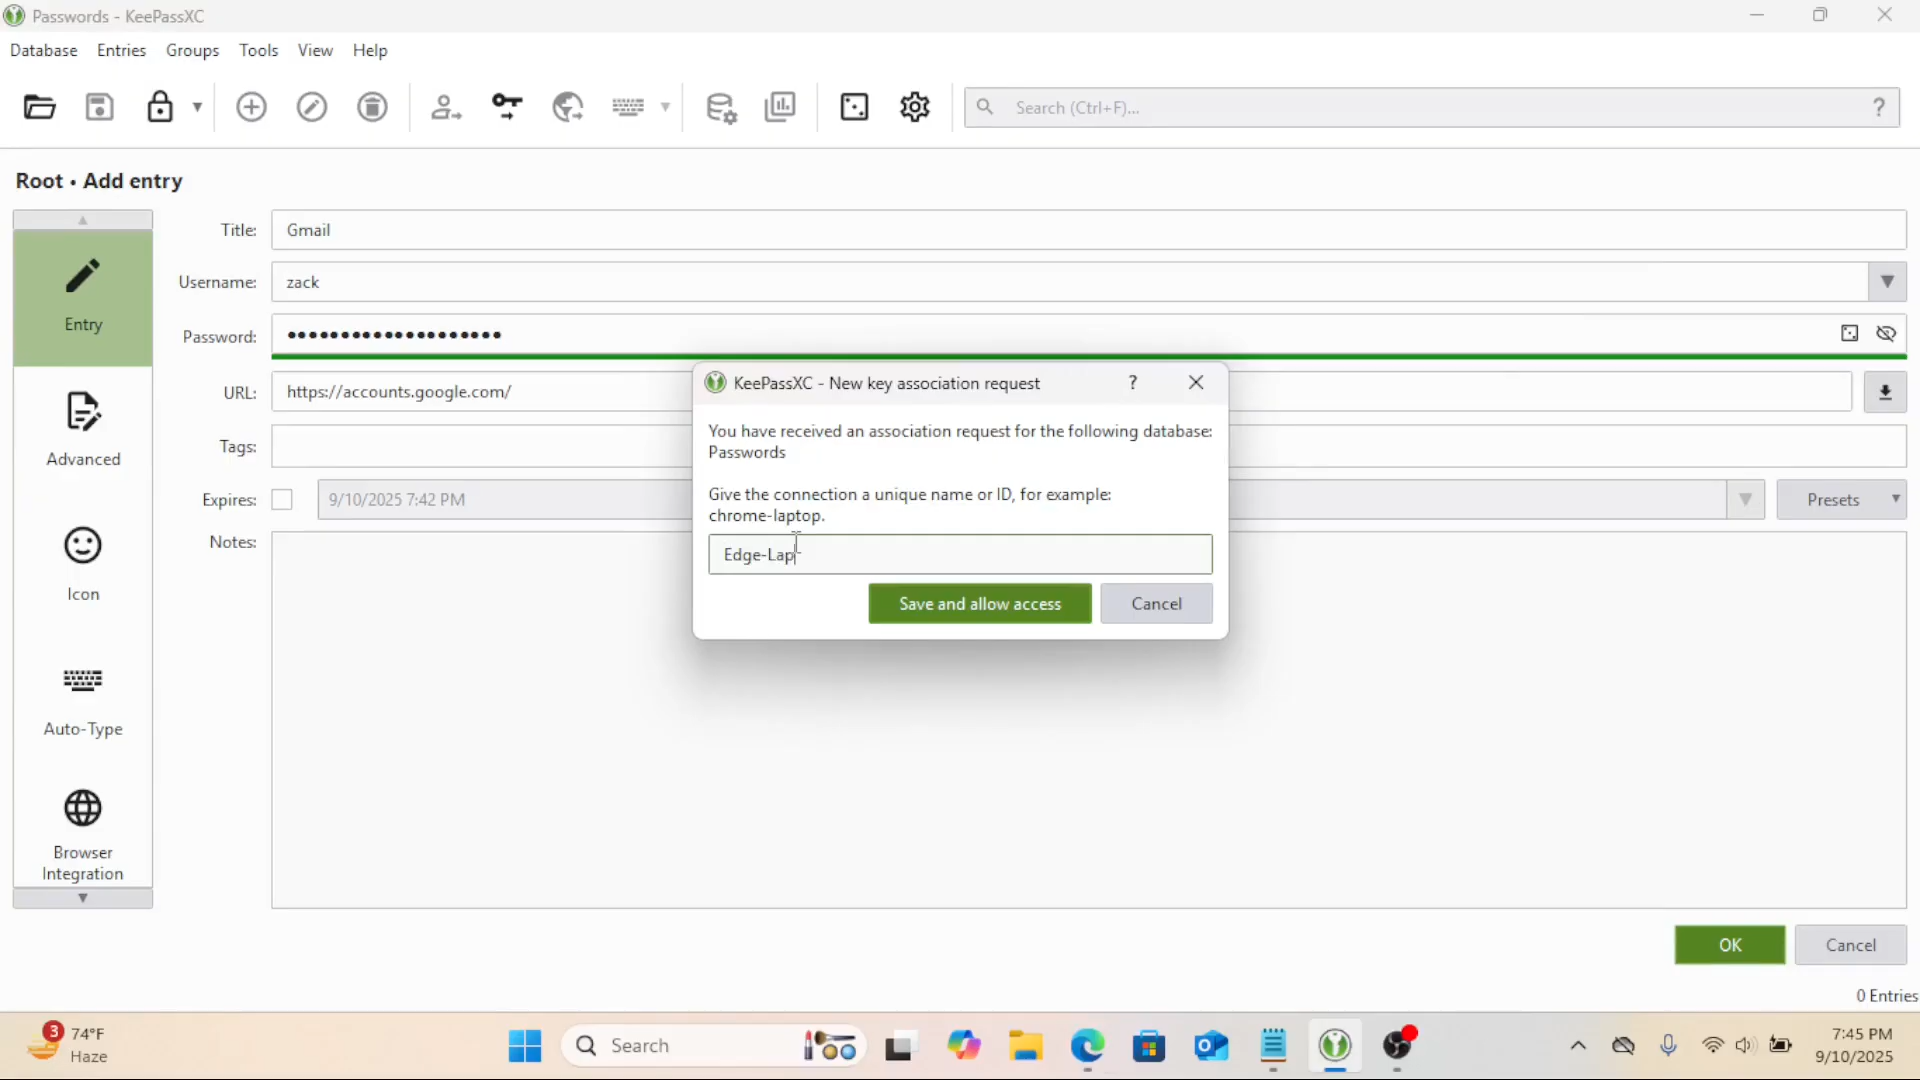 Passwords - KeePassXC
Database Entries Groups Tools View Help
Search (Ctrl+F)... ?
Root • Add entry
Title: Gmail
Username: zack
Password: ••••••••••••••••••••
URL: https://accounts.google.com/
Tags:
Expires: 9/10/2025 7:42 PM Presets
Notes:
Entry
Advanced
Icon
Auto-Type
Browser
Integration
KeePassXC - New key association request ?
You have received an association request for the following database:
Passwords
Give the connection a unique name or ID, for example:
chrome-laptop.
Edge-Lap
Save and allow access Cancel
OK Cancel
0 Entries
3 74°F
Haze
Search
7:45 PM
9/10/2025